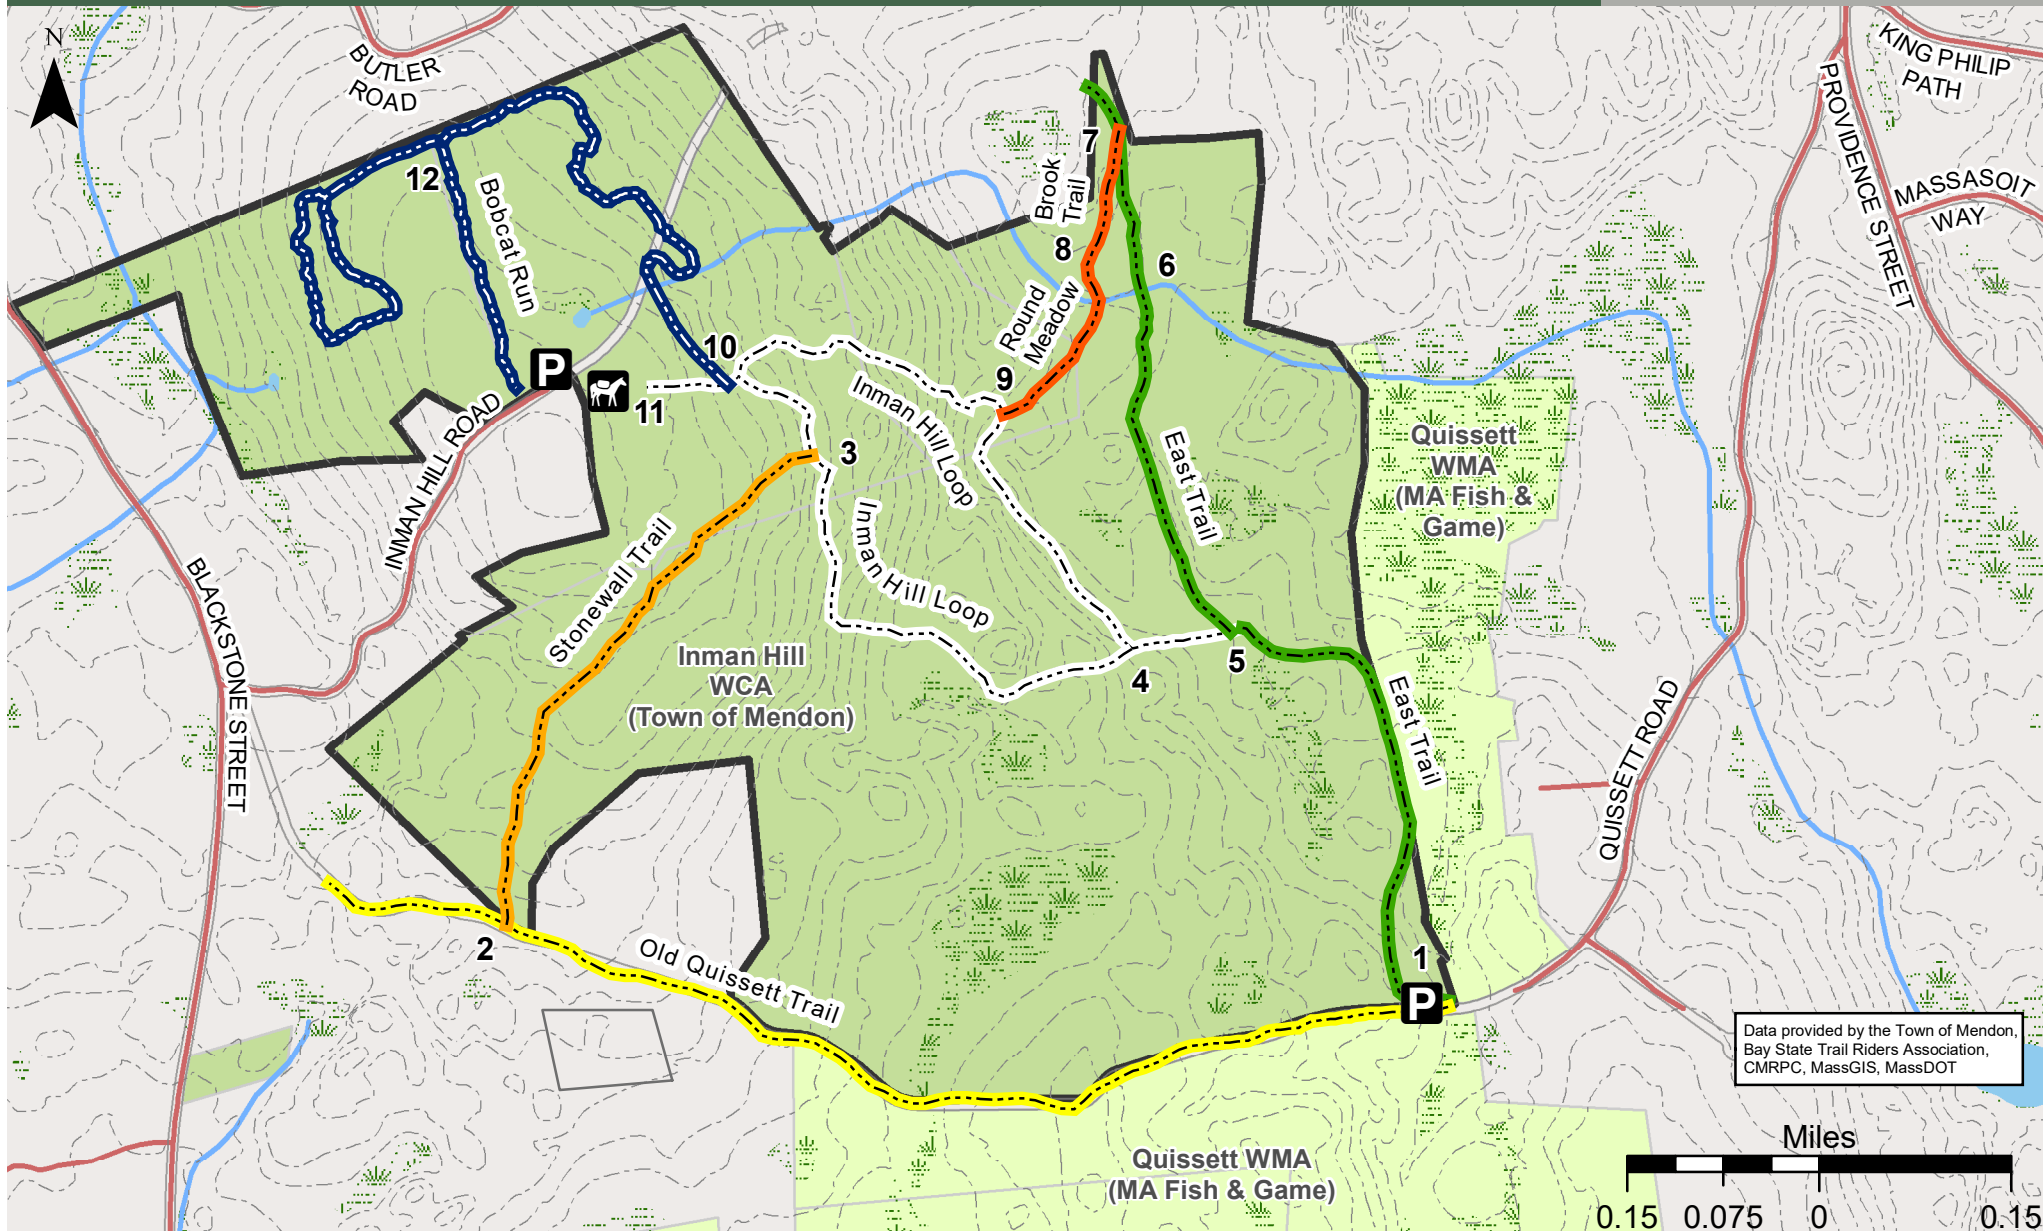 N
BUTLER
ROAD
KING PHILIP
PATH
PROVIDENCE STREET
MASSASOIT
WAY
7
12
Bobcat Run
Brook
Trail
8
6
Round
Meadow
P
10
9
11
INMAN HILL ROAD
Inman Hill Loop
3
East Trail
Quissett
WMA
(MA Fish &
Game)
Stonewall Trail
Inman Hill Loop
BLACKSTONE STREET
Inman Hill
WCA
(Town of Mendon)
4
5
East Trail
QUISSETT ROAD
2
Old Quissett Trail
1
P
Data provided by the Town of Mendon,
Bay State Trail Riders Association,
CMRPC, MassGIS, MassDOT
Quissett WMA
(MA Fish & Game)
Miles
0.15 0.075 0 0.15